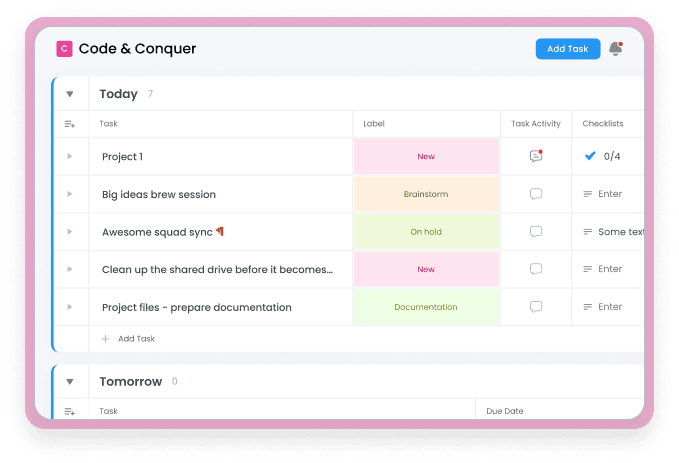 C Code & Conquer Add Task
Today 7
Task Label Task Activity Checklists
Project 1 New 0/4
Big ideas brew session Brainstorm Enter
Awesome squad sync On hold Some text
Clean up the shared drive before it becomes... New Enter
Project files - prepare documentation Documentation Enter
Add Task
Tomorrow 0
Task Due Date